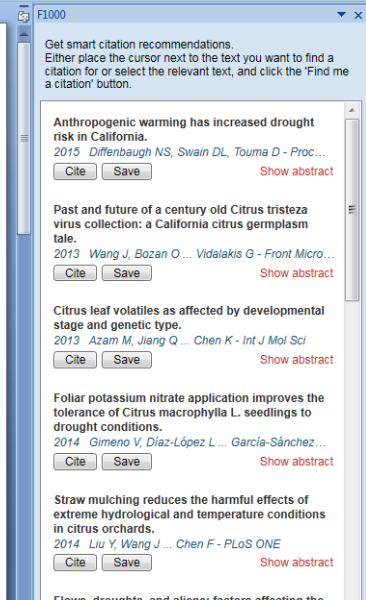 F1000
Get smart citation recommendations.
Either place the cursor next to the text you want to find a
citation for or select the relevant text, and click the 'Find me
a citation' button.
Anthropogenic warming has increased drought
risk in California.
2015 Diffenbaugh NS, Swain DL, Touma D - Proc…
Cite Save Show abstract
Past and future of a century old Citrus tristeza
virus collection: a California citrus germplasm
tale.
2013 Wang J, Bozan O ... Vidalakis G - Front Micro…
Cite Save Show abstract
Citrus leaf volatiles as affected by developmental
stage and genetic type.
2013 Azam M, Jiang Q ... Chen K - Int J Mol Sci
Cite Save Show abstract
Foliar potassium nitrate application improves the
tolerance of Citrus macrophylla L. seedlings to
drought conditions.
2014 Gimeno V, Díaz-López L ... García-Sánchez…
Cite Save Show abstract
Straw mulching reduces the harmful effects of
extreme hydrological and temperature conditions
in citrus orchards.
2014 Liu Y, Wang J ... Chen F - PLoS ONE
Cite Save Show abstract
Flows, droughts, and aliens: factors affecting the